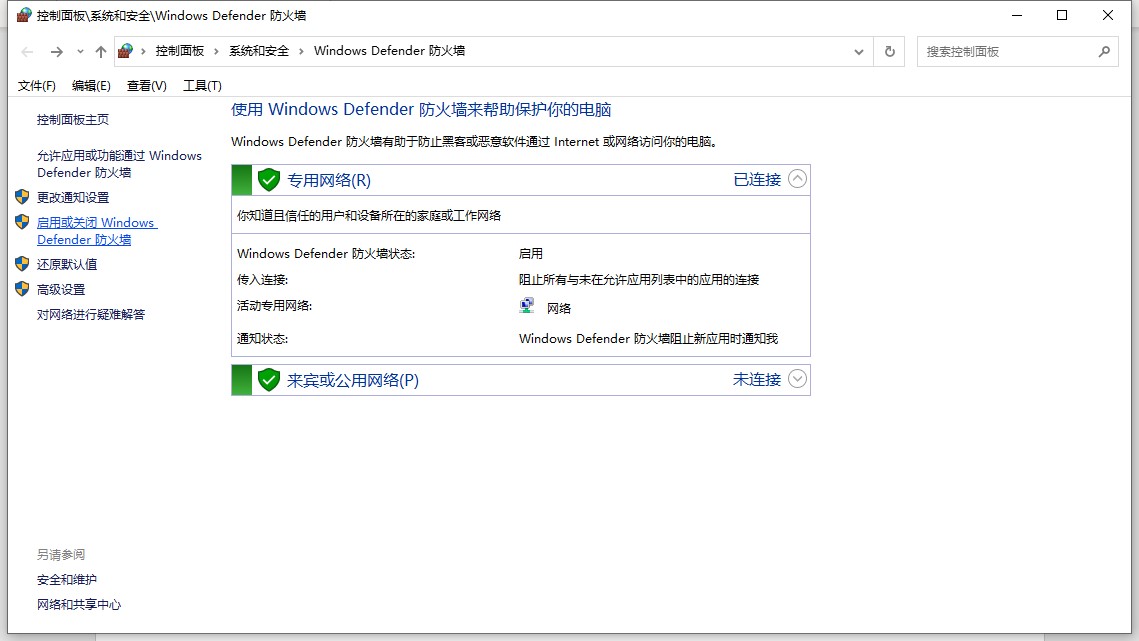 控制面板\系统和安全\Windows Defender 防火墙
控制面板 › 系统和安全 › Windows Defender 防火墙
搜索控制面板
文件(F) 编辑(E) 查看(V) 工具(T)
控制面板主页
允许应用或功能通过 Windows
Defender 防火墙
更改通知设置
启用或关闭 Windows
Defender 防火墙
还原默认值
高级设置
对网络进行疑难解答
使用 Windows Defender 防火墙来帮助保护你的电脑
Windows Defender 防火墙有助于防止黑客或恶意软件通过 Internet 或网络访问你的电脑。
专用网络(R) 已连接
你知道且信任的用户和设备所在的家庭或工作网络
Windows Defender 防火墙状态: 启用
传入连接: 阻止所有与未在允许应用列表中的应用的连接
活动专用网络: 网络
通知状态: Windows Defender 防火墙阻止新应用时通知我
来宾或公用网络(P) 未连接
另请参阅
安全和维护
网络和共享中心